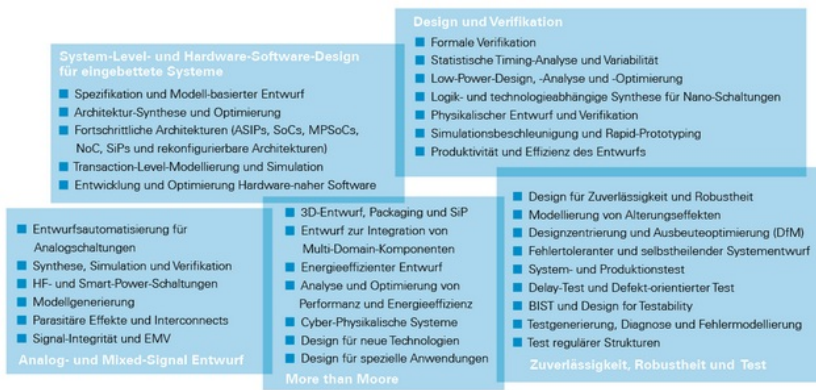 System-Level- und Hardware-Software-Design
für eingebettete Systeme
Spezifikation und Modell-basierter Entwurf
Architektur-Synthese und Optimierung
Fortschrittliche Architekturen (ASIPs, SoCs, MPSoCs,
NoC, SiPs und rekonfigurierbare Architekturen)
Transaction-Level-Modellierung und Simulation
Entwicklung und Optimierung Hardware-naher Software
Design und Verifikation
Formale Verifikation
Statistische Timing-Analyse und Variabilität
Low-Power-Design, -Analyse und -Optimierung
Logik- und technologieabhängige Synthese für Nano-Schaltungen
Physikalischer Entwurf und Verifikation
Simulationsbeschleunigung und Rapid-Prototyping
Produktivität und Effizienz des Entwurfs
Entwurfsautomatisierung für
Analogschaltungen
Synthese, Simulation und Verifikation
HF- und Smart-Power-Schaltungen
Modellgenerierung
Parasitäre Effekte und Interconnects
Signal-Integrität und EMV
Analog- und Mixed-Signal Entwurf
3D-Entwurf, Packaging und SiP
Entwurf zur Integration von
Multi-Domain-Komponenten
Energieeffizienter Entwurf
Analyse und Optimierung von
Performanz und Energieeffizienz
Cyber-Physikalische Systeme
Design für neue Technologien
Design für spezielle Anwendungen
More than Moore
Design für Zuverlässigkeit und Robustheit
Modellierung von Alterungseffekten
Designzentrierung und Ausbeuteoptimierung (DfM)
Fehlertoleranter und selbstheilender Systementwurf
System- und Produktionstest
Delay-Test und Defekt-orientierter Test
BIST und Design for Testability
Testgenerierung, Diagnose und Fehlermodellierung
Test regulärer Strukturen
Zuverlässigkeit, Robustheit und Test